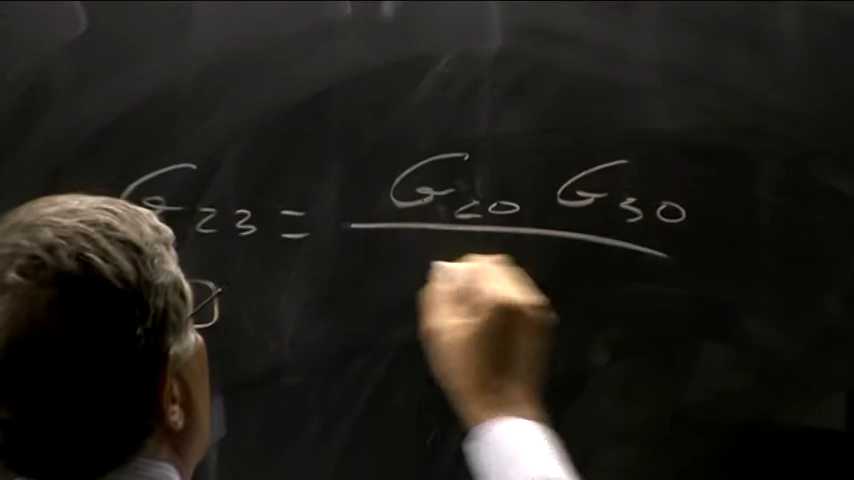 G₂₃ = G₂₀ G₃₀